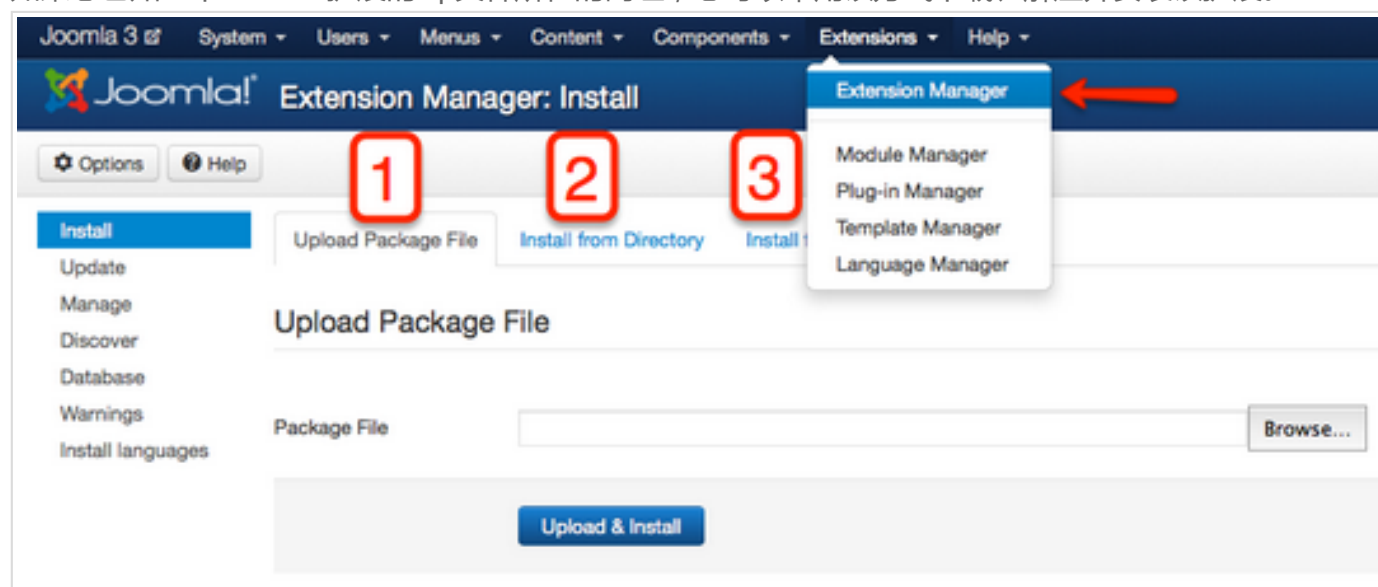 Joomla 3 System Users Menus Content Components Extensions Help
Joomla! Extension Manager: Install
Extension Manager
Options Help
1 2 3
Module Manager
Plug-in Manager
Template Manager
Language Manager
Install
Update
Manage
Discover
Database
Warnings
Install languages
Upload Package File Install from Directory Install
Upload Package File
Package File Browse...
Upload & Install